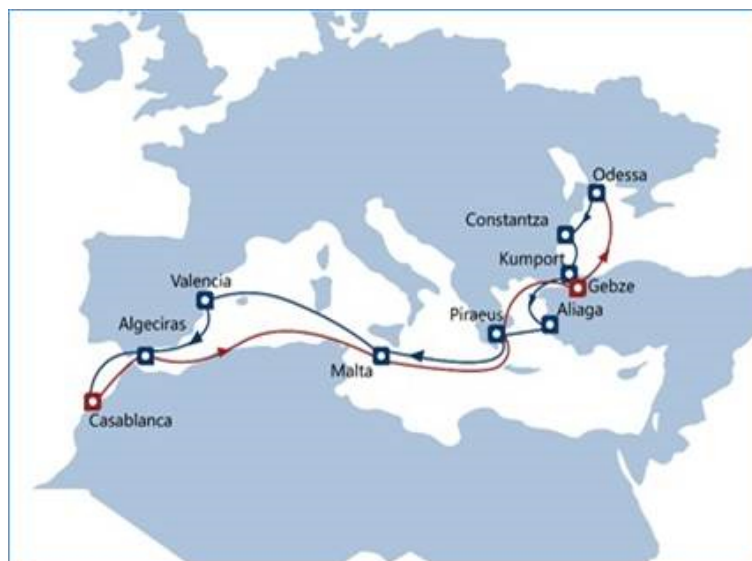 Odessa
Constantza
Kumport
Gebze
Valencia
Aliaga
Piraeus
Algeciras
Malta
Casablanca